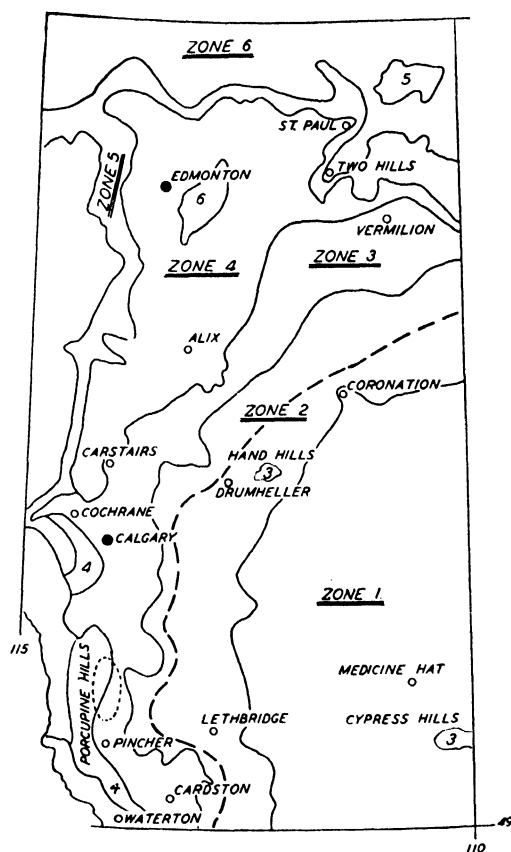 ZONE 6
5
ST. PAUL
ZONE 5
EDMONTON
TWO HILLS
6
VERMILION
ZONE 4
ZONE 3
ALIX
CORONATION
ZONE 2
CARSTAIRS
HAND HILLS
3
DRUMHELLER
COCHRANE
CALGARY
4
ZONE 1.
115
PORCUPINE HILLS
MEDICINE HAT
LETHBRIDGE
CYPRESS HILLS
3
PINCHER
4
CARDSTON
WATERTON
49
110